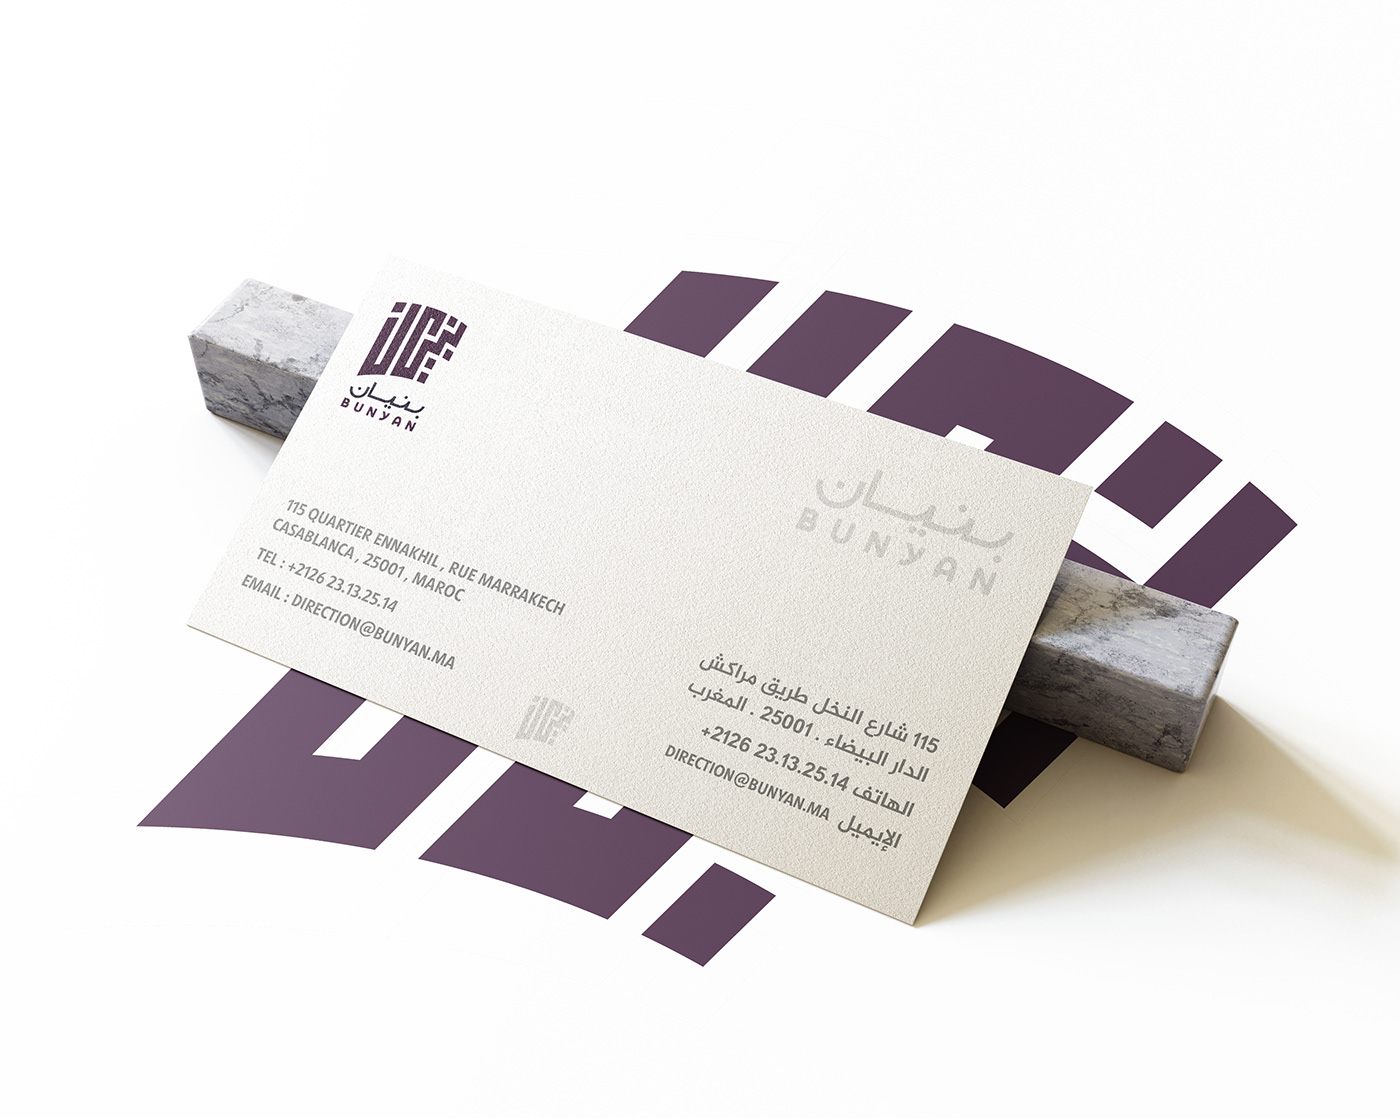 بنيان
BUNYAN
115 QUARTIER ENNAKHIL , RUE MARRAKECH
CASABLANCA , 25001 , MAROC
TEL : +2126 23.13.25.14
EMAIL : DIRECTION@BUNYAN.MA
بنيان
BUNYAN
115 شارع النخل طريق مراكش
الدار البيضاء . 25001 . المغرب
الهاتف 23.13.25.14 2126+
الإيميل DIRECTION@BUNYAN.MA